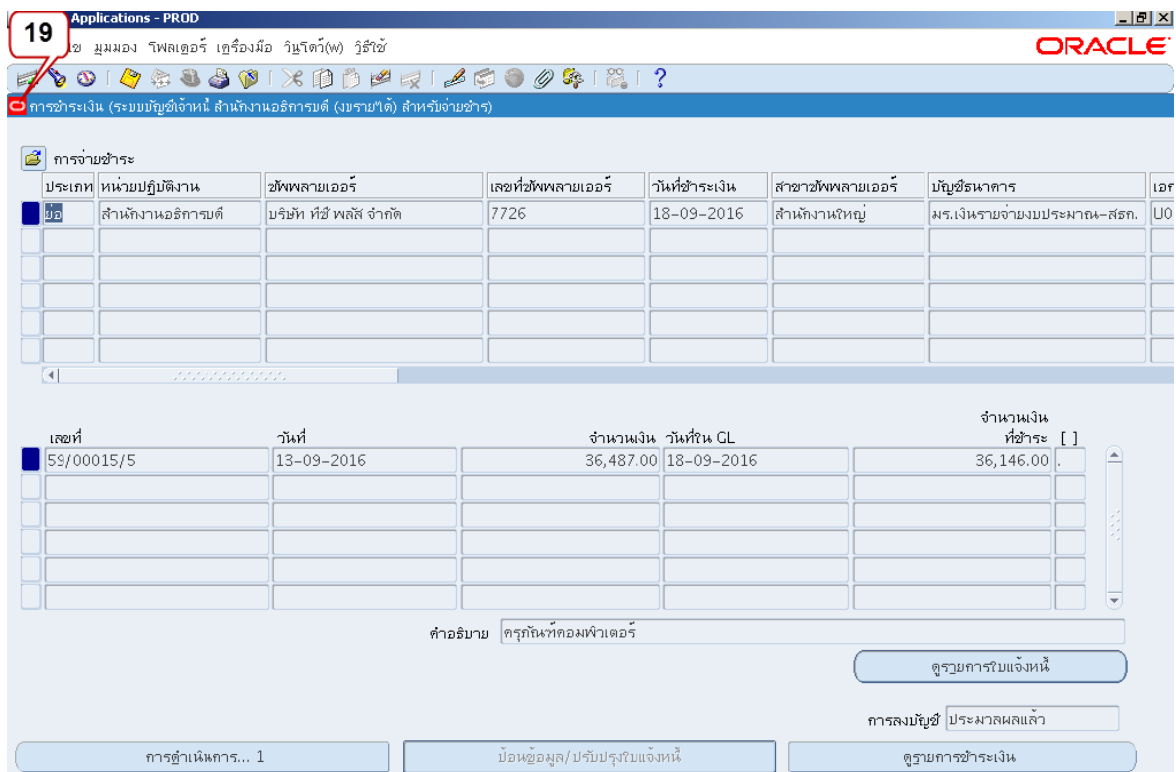 19
Applications - PROD
ไข มุมมอง โฟลเดอร์ เครื่องมือ วินโดว์(w) วิธีใช้
ORACLE
การชำระเงิน (ระบบบัญชีเจ้าหนี้ สำนักงานอธิการบดี (งบรายได้) สำหรับจ่ายชำร)
การจ่ายชำระ
ประเภท หน่วยปฏิบัติงาน ซัพพลายเออร์ เลขที่ซัพพลายเออร์ วันที่ชำระเงิน สาขาซัพพลายเออร์ บัญชีธนาคาร เอก
ย่อ สำนักงานอธิการบดี บริษัท ทีซี พลัส จำกัด 7726 18-09-2016 สำนักงานใหญ่ มร.เงินรายจ่ายงบประมาณ-สธก. U0
จำนวนเงิน
เลขที่ วันที่ จำนวนเงิน วันที่ใน GL ที่ชำระ [ ]
59/00015/5 13-09-2016 36,487.00 18-09-2016 36,146.00 .
คำอธิบาย ครุภัณฑ์คอมพิวเตอร์
ดูรายการใบแจ้งหนี้
การลงบัญชี ประมวลผลแล้ว
การดำเนินการ... 1 ป้อนข้อมูล/ปรับปรุงใบแจ้งหนี้ ดูรายการชำระเงิน